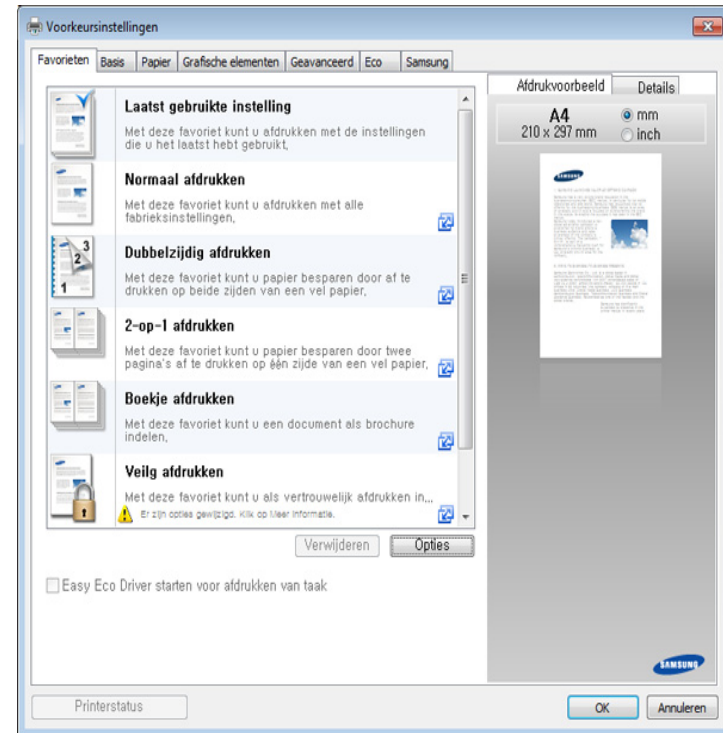 Voorkeursinstellingen
Favorieten Basis Papier Grafische elementen Geavanceerd Eco Samsung
Laatst gebruikte instelling
Met deze favoriet kunt u afdrukken met de instellingen
die u het laatst hebt gebruikt.
Normaal afdrukken
Met deze favoriet kunt u afdrukken met alle
fabrieksinstellingen.
Dubbelzijdig afdrukken
Met deze favoriet kunt u papier besparen door af te
drukken op beide zijden van een vel papier.
2-op-1 afdrukken
Met deze favoriet kunt u papier besparen door twee
pagina's af te drukken op één zijde van een vel papier.
Boekje afdrukken
Met deze favoriet kunt u een document als brochure
indelen.
Veilg afdrukken
Met deze favoriet kunt u als vertrouwelijk afdrukken in...
Er zijn opties gewijzigd. Klik op Meer informatie.
Verwijderen Opties
Easy Eco Driver starten voor afdrukken van taak
Afdrukvoorbeeld Details
A4
210 x 297 mm
mm
inch
SAMSUNG
SAMSUNG
Printerstatus OK Annuleren